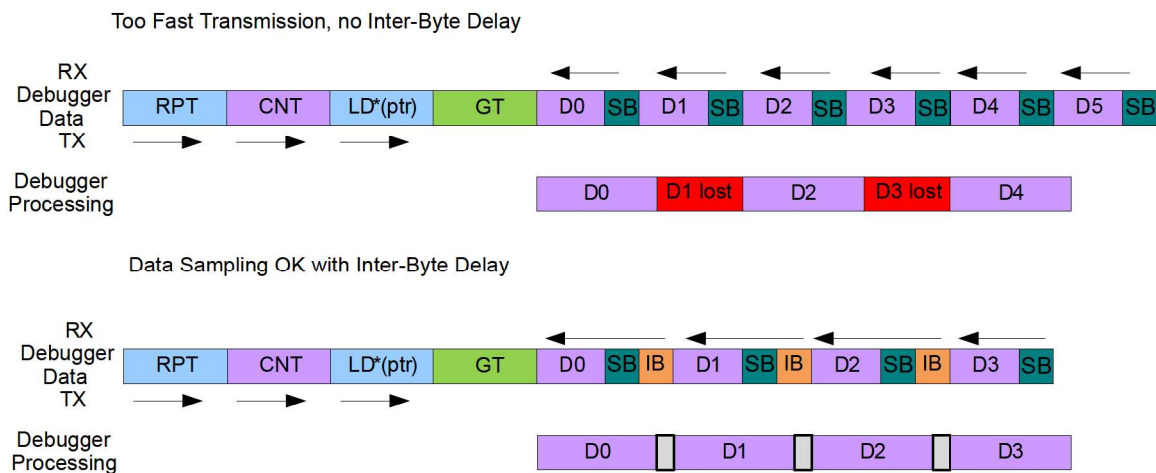 Too Fast Transmission, no Inter-Byte Delay
RX
Debugger
Data
TX
RPT CNT LD*(ptr) GT D0 SB D1 SB D2 SB D3 SB D4 SB D5 SB
Debugger
Processing
D0 D1 lost D2 D3 lost D4
Data Sampling OK with Inter-Byte Delay
RX
Debugger
Data
TX
RPT CNT LD*(ptr) GT D0 SB IB D1 SB IB D2 SB IB D3 SB
Debugger
Processing
D0 D1 D2 D3